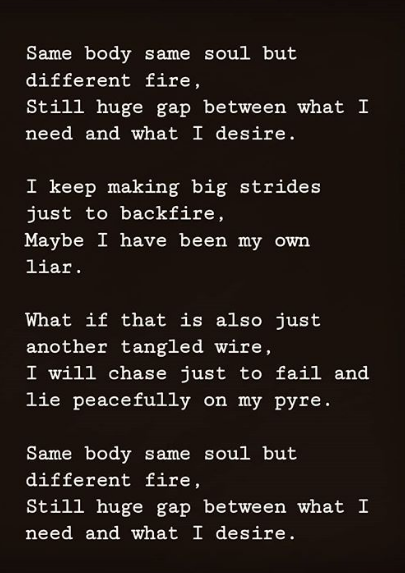 Same body same soul but
different fire,
Still huge gap between what I
need and what I desire.
I keep making big strides
just to backfire,
Maybe I have been my own
liar.
What if that is also just
another tangled wire,
I will chase just to fail and
lie peacefully on my pyre.
Same body same soul but
different fire,
Still huge gap between what I
need and what I desire.